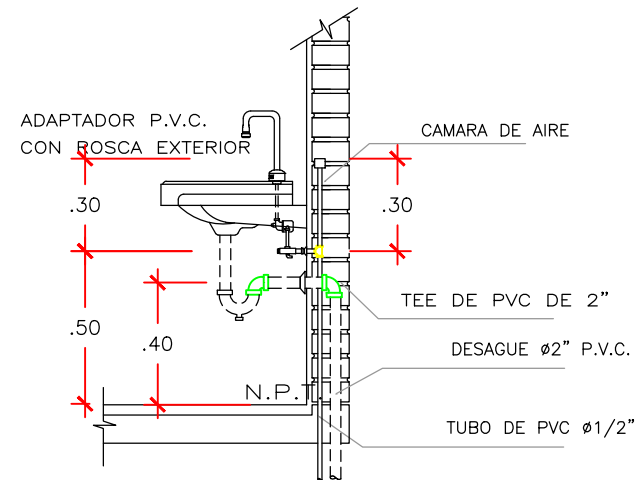 ADAPTADOR P.V.C.
CON ROSCA EXTERIOR
CAMARA DE AIRE
.30
.30
TEE DE PVC DE 2"
.50
.40
DESAGUE ø2" P.V.C.
N.P.T.
TUBO DE PVC ø1/2"